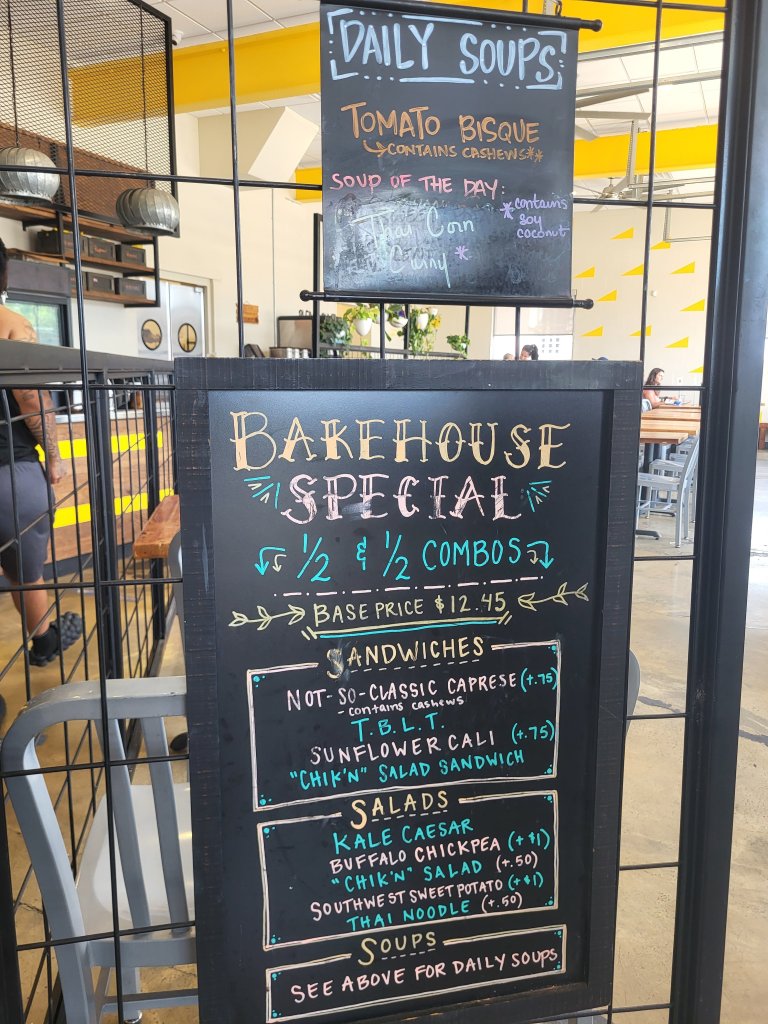 DAILY SOUPS
TOMATO BISQUE
CONTAINS CASHEWS**
SOUP OF THE DAY:
Thai Corn
Curry *
*contains
soy
coconut
BAKEHOUSE
SPECIAL
1/2 & 1/2 COMBOS
BASE PRICE $12.45
SANDWICHES
NOT-SO-CLASSIC CAPRESE (+.75)
-contains cashews
T.B.L.T.
SUNFLOWER CALI (+.75)
"CHIK'N" SALAD SANDWICH
SALADS
KALE CAESAR
BUFFALO CHICKPEA (+$1)
"CHIK'N" SALAD (+.50)
SOUTHWEST SWEET POTATO (+$1)
THAI NOODLE (+.50)
SOUPS
SEE ABOVE FOR DAILY SOUPS